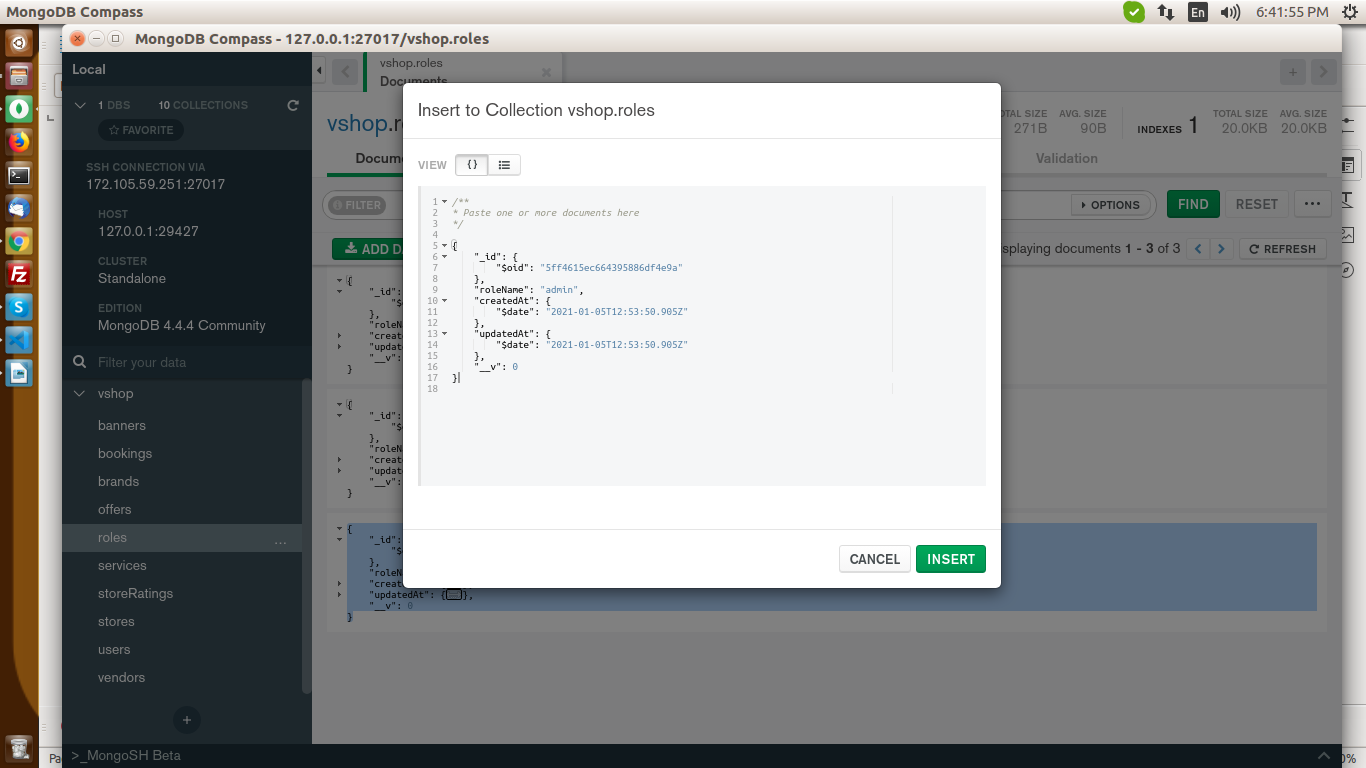 MongoDB Compass
En
6:41:55 PM
MongoDB Compass - 127.0.0.1:27017/vshop.roles
Local
1 DBS 10 COLLECTIONS
FAVORITE
SSH CONNECTION VIA
172.105.59.251:27017
HOST
127.0.0.1:29427
CLUSTER
Standalone
EDITION
MongoDB 4.4.4 Community
Filter your data
vshop
banners
bookings
brands
offers
roles ...
services
storeRatings
stores
users
vendors
+
>_MongoSH Beta
vshop.roles
Documents
vshop.r
TAL SIZE AVG. SIZE
271B 90B
INDEXES 1
TOTAL SIZE AVG. SIZE
20.0KB 20.0KB
Docume
Validation
FILTER
OPTIONS
FIND
RESET
...
ADD D
splaying documents 1 - 3 of 3
REFRESH
{
"_id":
"$
},
"roleN
"creat
"updat
"__v":
}
{
"_id":
"$
},
"roleN
"creat
"updat
"__v":
}
{
"_id":
"$
},
"roleN
"creat
"updatedAt": {...},
"__v": 0
}
Insert to Collection vshop.roles
VIEW {}
1 /**
2 * Paste one or more documents here
3 */
4
5 {
6 "_id": {
7 "$oid": "5ff4615ec664395886df4e9a"
8 },
9 "roleName": "admin",
10 "createdAt": {
11 "$date": "2021-01-05T12:53:50.905Z"
12 },
13 "updatedAt": {
14 "$date": "2021-01-05T12:53:50.905Z"
15 },
16 "__v": 0
17 }
18
CANCEL
INSERT
Pa
0%